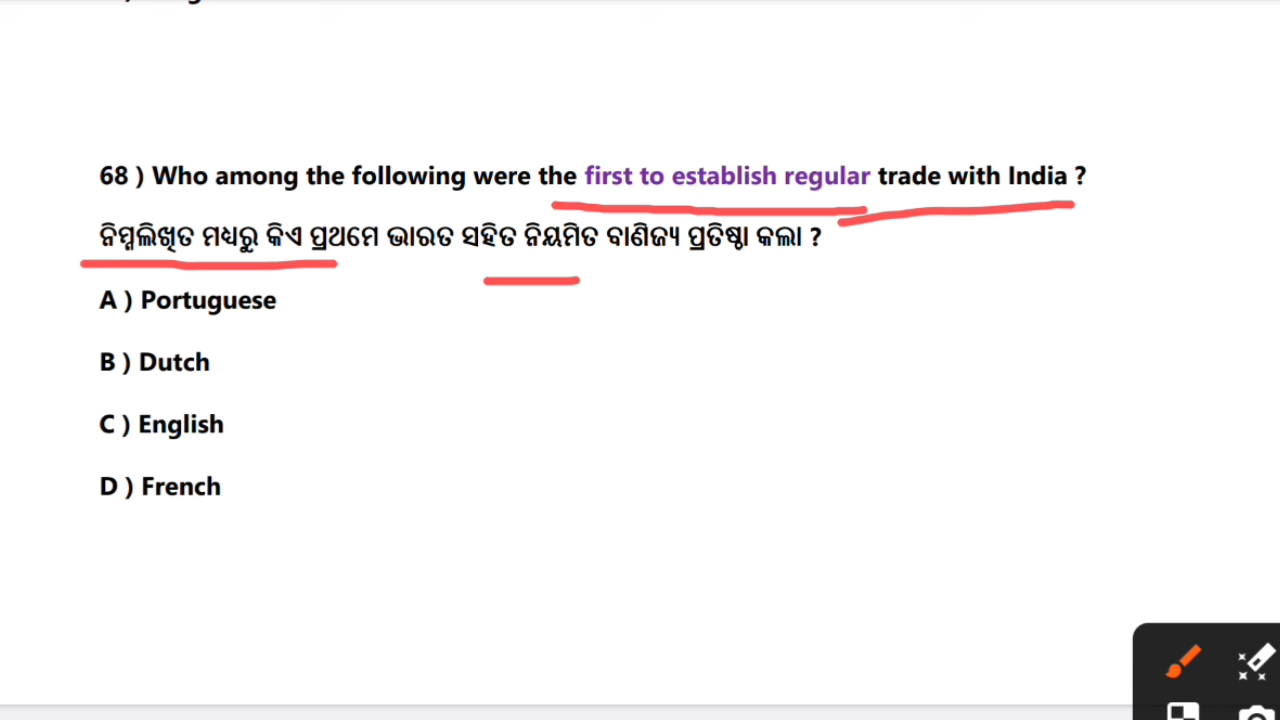 68 ) Who among the following were the first to establish regular trade with India ?
ନିମ୍ନଲିଖିତ ମଧ୍ୟରୁ କିଏ ପ୍ରଥମେ ଭାରତ ସହିତ ନିୟମିତ ବାଣିଜ୍ୟ ପ୍ରତିଷ୍ଠା କଲା ?
A ) Portuguese
B ) Dutch
C ) English
D ) French